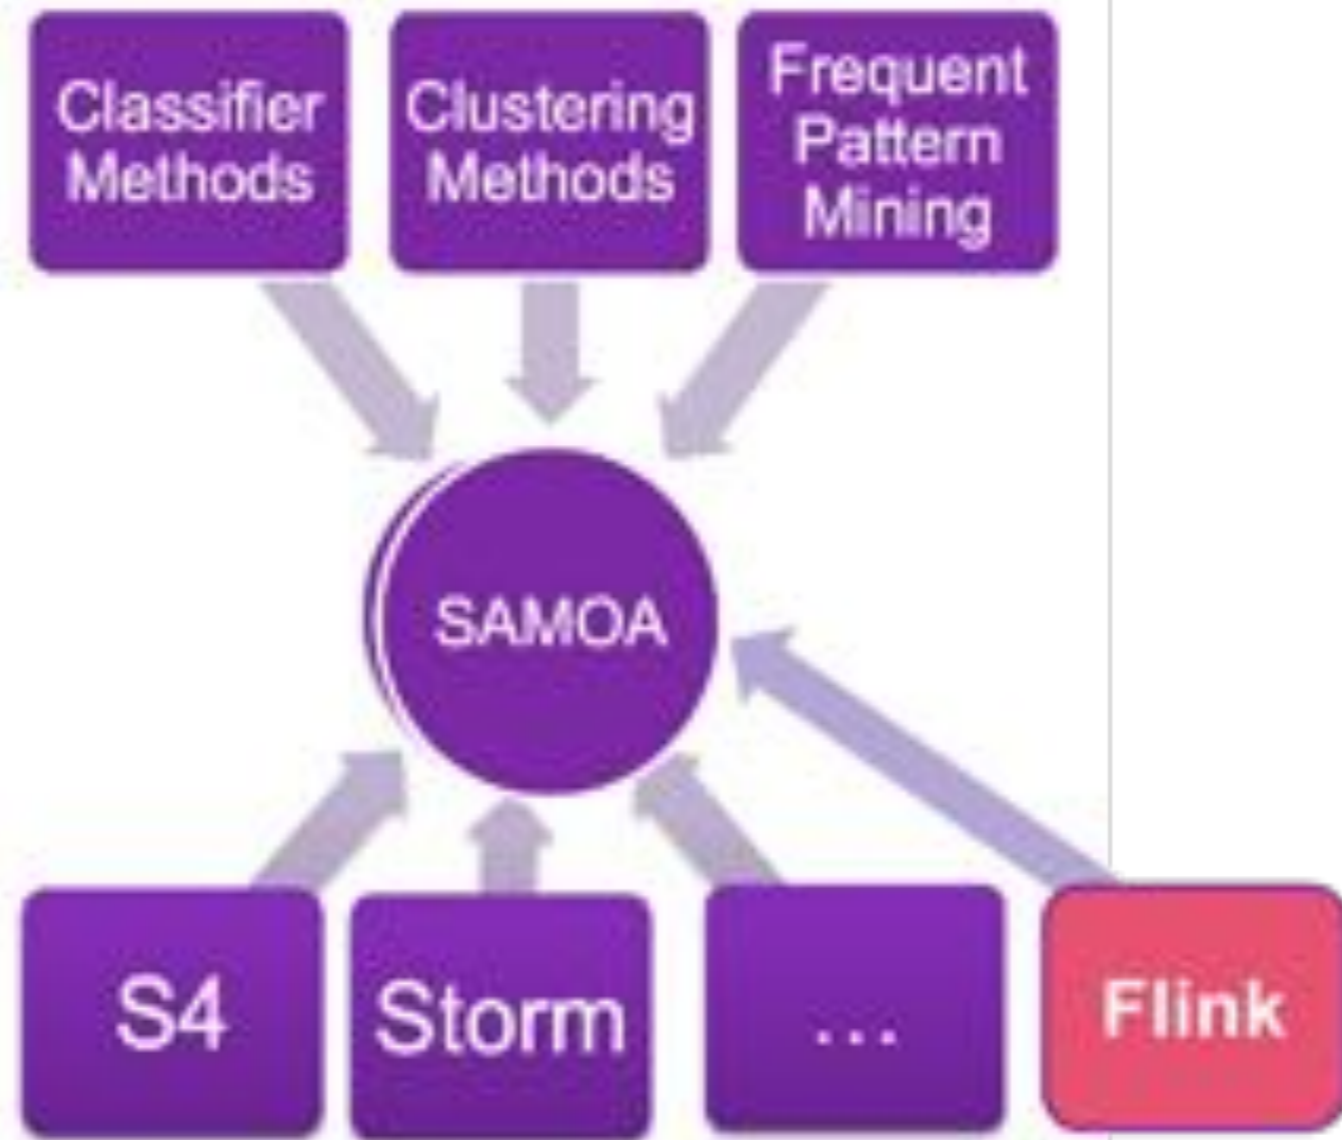 Classifier
Methods
Clustering
Methods
Frequent
Pattern
Mining
SAMOA
S4
Storm
...
Flink